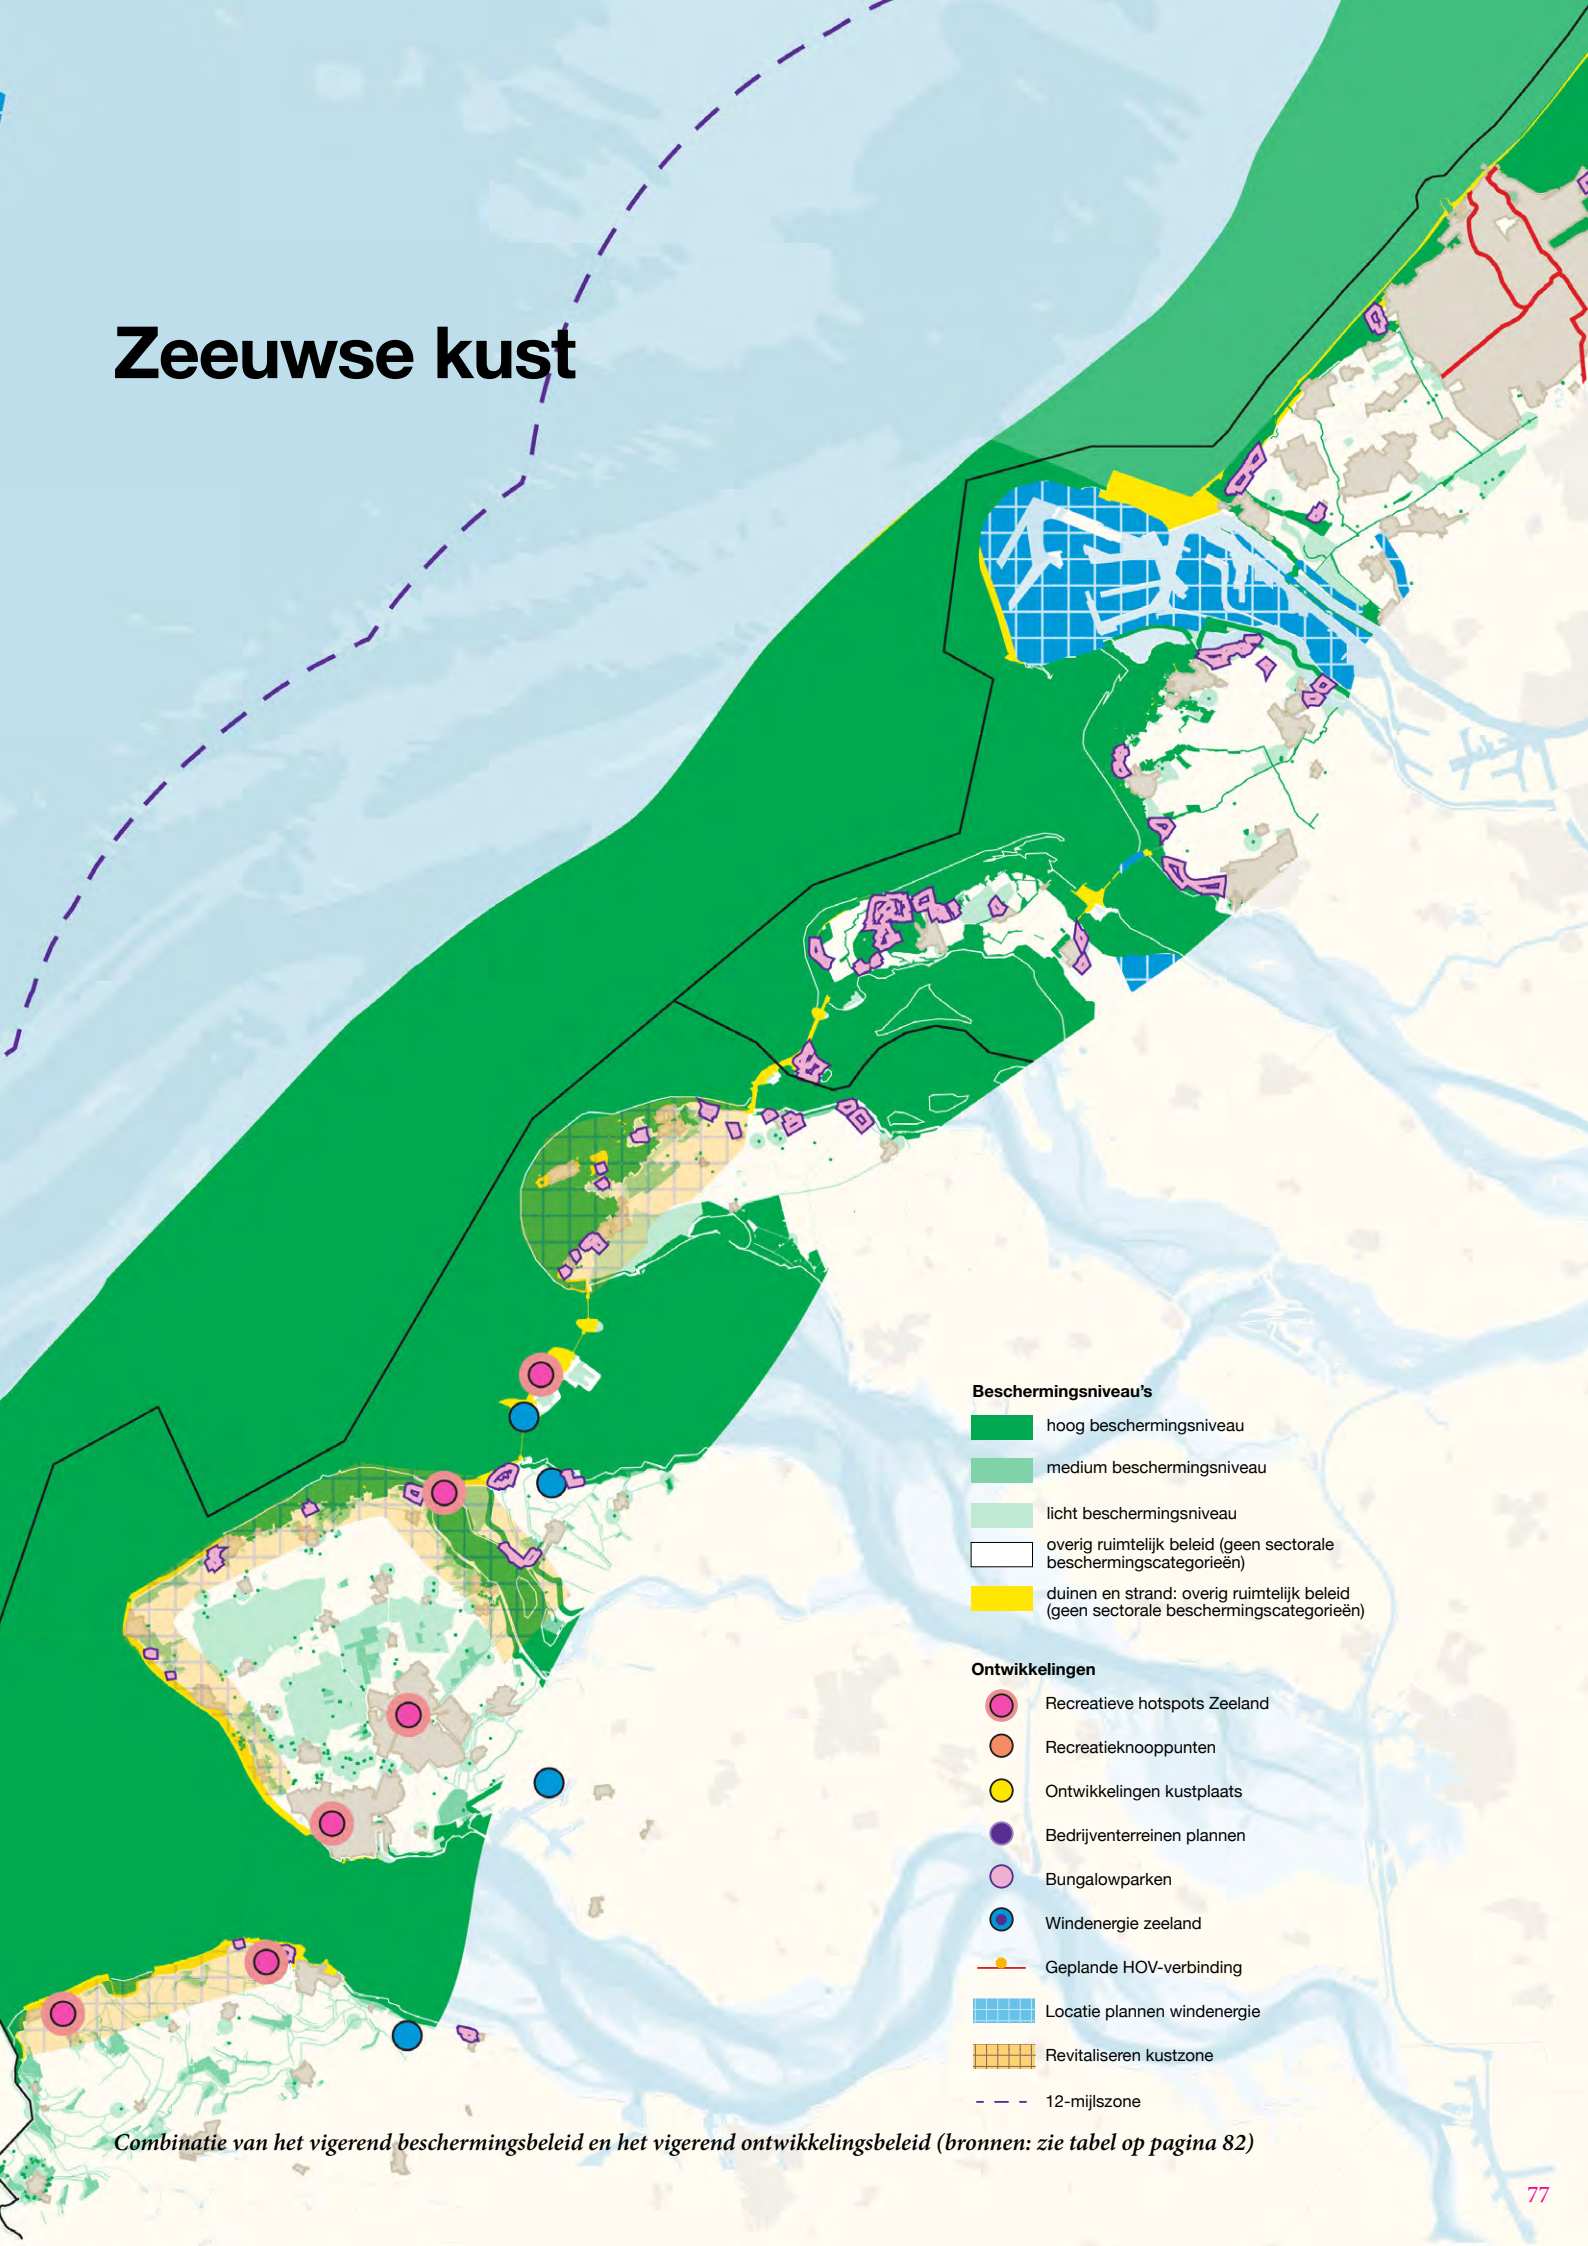 Zeeuwse kust
Beschermingsniveau's
hoog beschermingsniveau
medium beschermingsniveau
licht beschermingsniveau
overig ruimtelijk beleid (geen sectorale
beschermingscategorieën)
duinen en strand: overig ruimtelijk beleid
(geen sectorale beschermingscategorieën)
Ontwikkelingen
Recreatieve hotspots Zeeland
Recreatieknooppunten
Ontwikkelingen kustplaats
Bedrijventerreinen plannen
Bungalowparken
Windenergie zeeland
Geplande HOV-verbinding
Locatie plannen windenergie
Revitaliseren kustzone
12-mijlszone
Combinatie van het vigerend beschermingsbeleid en het vigerend ontwikkelingsbeleid (bronnen: zie tabel op pagina 82)
77